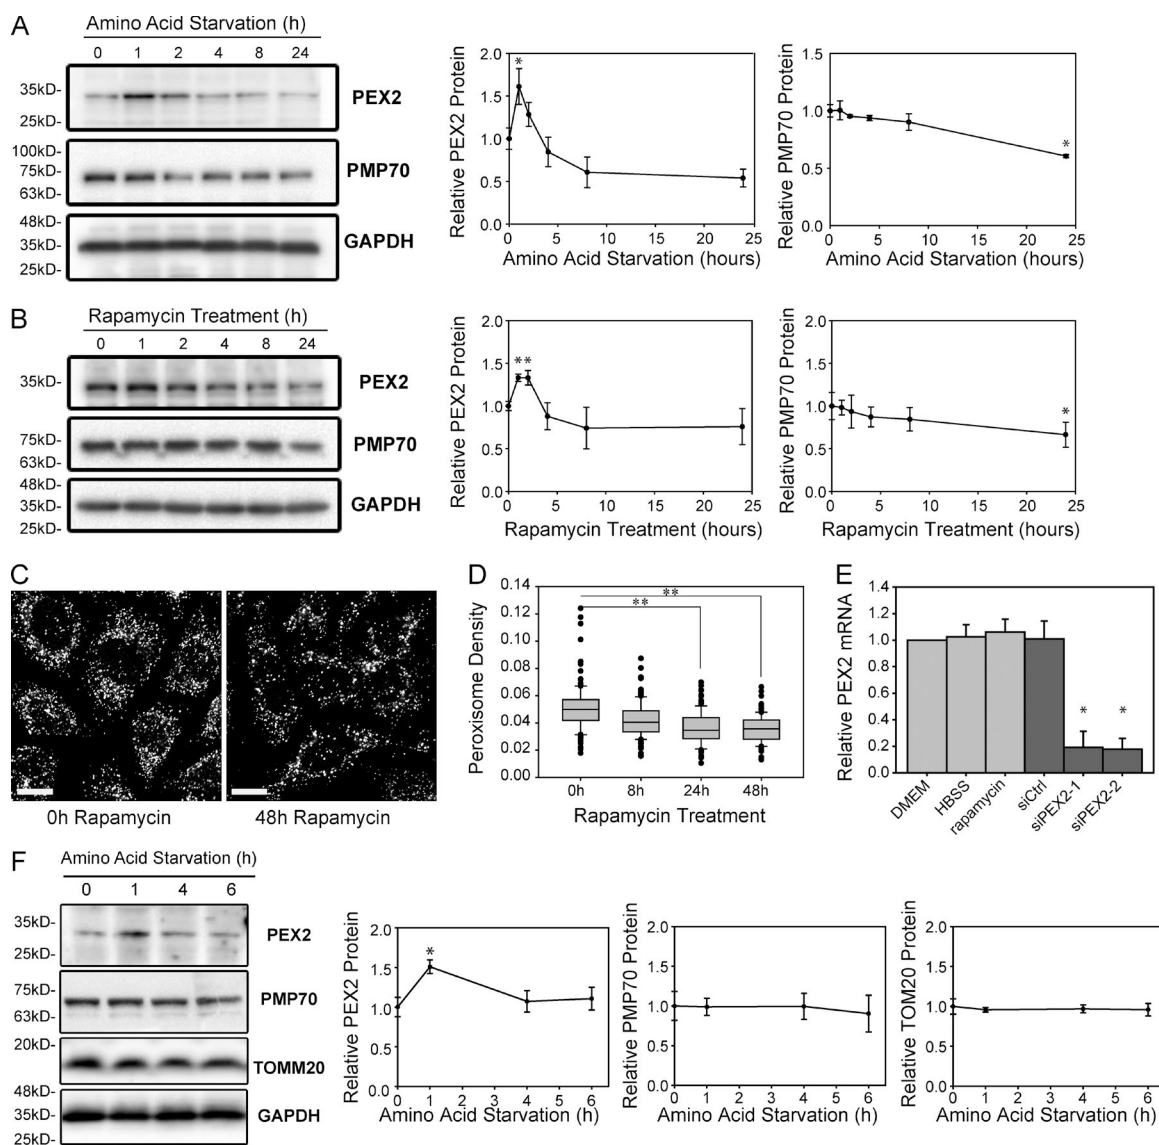 A
Amino Acid Starvation (h)
0 1 2 4 8 24
35kD-
25kD-
PEX2
100kD-
75kD-
63kD-
PMP70
48kD-
35kD-
25kD-
GAPDH
Relative PEX2 Protein
2.0
1.5
1.0
0.5
0.0
*
0 5 10 15 20 25
Amino Acid Starvation (hours)
Relative PMP70 Protein
1.5
1.0
0.5
0.0
*
0 5 10 15 20 25
Amino Acid Starvation (hours)
B
Rapamycin Treatment (h)
0 1 2 4 8 24
35kD-
PEX2
75kD-
63kD-
PMP70
48kD-
35kD-
25kD-
GAPDH
Relative PEX2 Protein
2.0
1.5
1.0
0.5
0.0
**
0 5 10 15 20 25
Rapamycin Treatment (hours)
Relative PMP70 Protein
2.0
1.5
1.0
0.5
0.0
*
0 5 10 15 20 25
Rapamycin Treatment (hours)
C
0h Rapamycin
48h Rapamycin
D
Peroxisome Density
0.14
0.12
0.10
0.08
0.06
0.04
0.02
0.00
**
**
0h 8h 24h 48h
Rapamycin Treatment
E
Relative PEX2 mRNA
1.4
1.2
1.0
0.8
0.6
0.4
0.2
0.0
* *
DMEM
HBSS
rapamycin
siCtrl
siPEX2-1
siPEX2-2
F
Amino Acid Starvation (h)
0 1 4 6
35kD-
25kD-
PEX2
75kD-
63kD-
PMP70
20kD-
TOMM20
48kD-
35kD-
25kD-
GAPDH
Relative PEX2 Protein
2.0
1.5
1.0
0.5
0.0
*
0 1 2 3 4 5 6
Amino Acid Starvation (h)
Relative PMP70 Protein
2.0
1.5
1.0
0.5
0.0
0 1 2 3 4 5 6
Amino Acid Starvation (h)
Relative TOM20 Protein
2.0
1.5
1.0
0.5
0.0
0 1 2 3 4 5 6
Amino Acid Starvation (h)